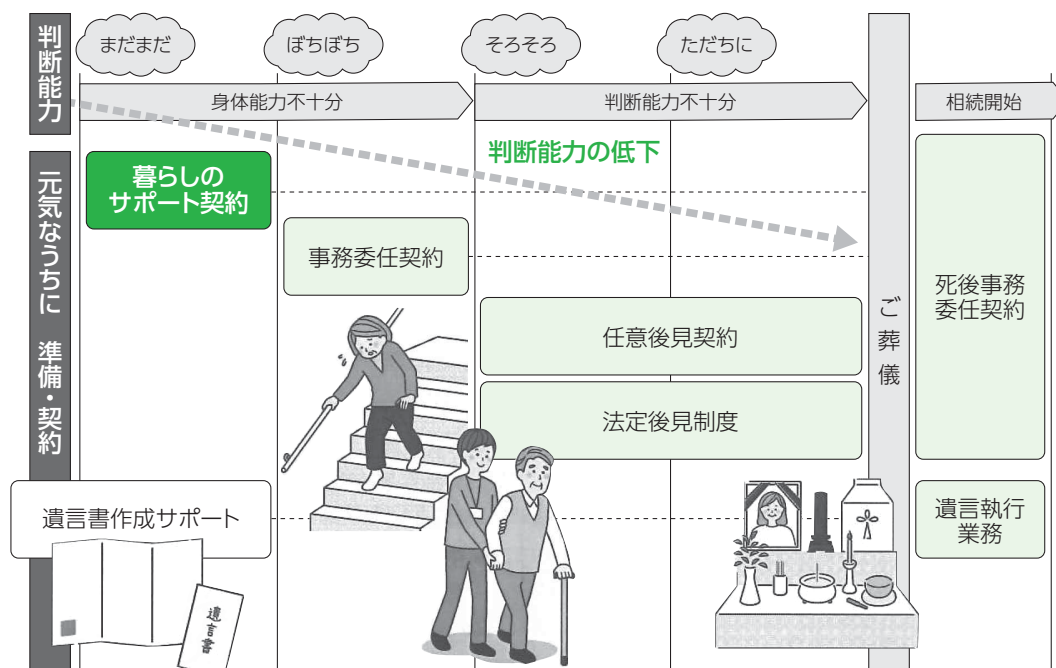 判断能力
まだまだ
ぼちぼち
そろそろ
ただちに
身体能力不十分
判断能力不十分
相続開始
元気なうちに 準備・契約
判断能力の低下
暮らしの
サポート契約
事務委任契約
任意後見契約
法定後見制度
ご葬儀
死後事務
委任契約
遺言書作成サポート
遺言執行
業務
遺言書